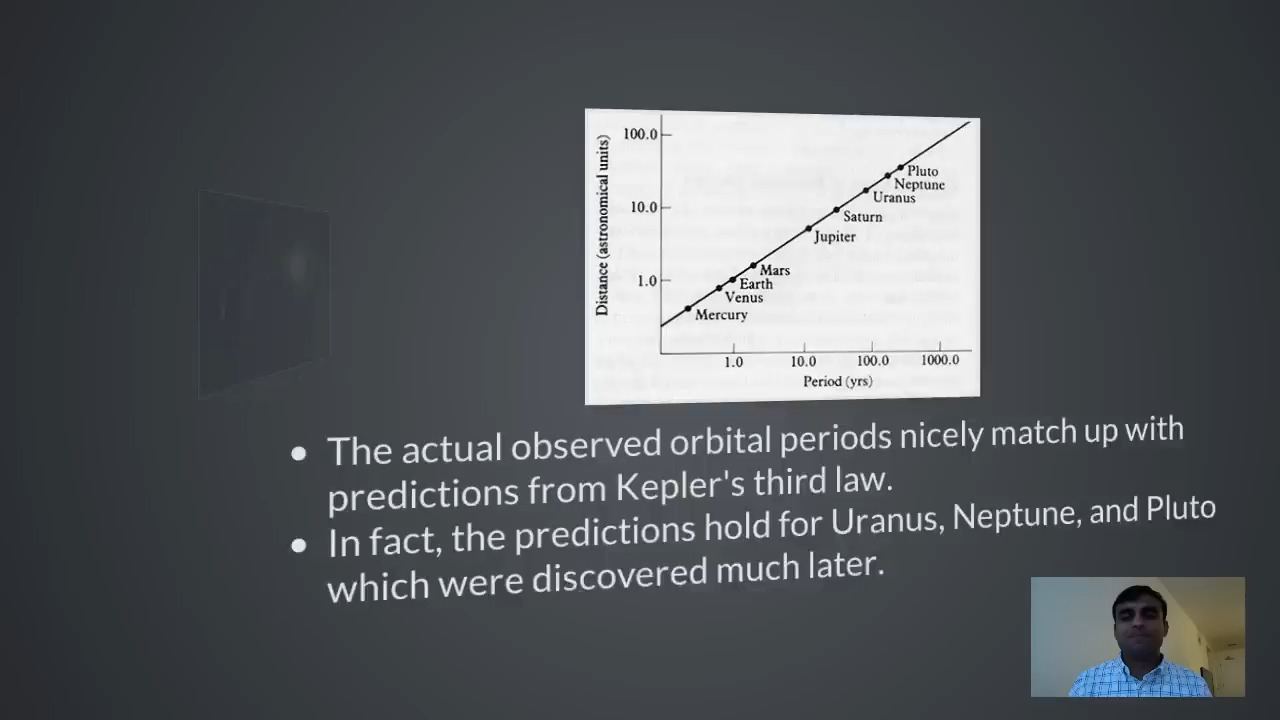 Distance (astronomical units)
100.0
10.0
1.0
Pluto
Neptune
Uranus
Saturn
Jupiter
Mars
Earth
Venus
Mercury
1.0 10.0 100.0 1000.0
Period (yrs)
• The actual observed orbital periods nicely match up with
predictions from Kepler's third law.
• In fact, the predictions hold for Uranus, Neptune, and Pluto
which were discovered much later.